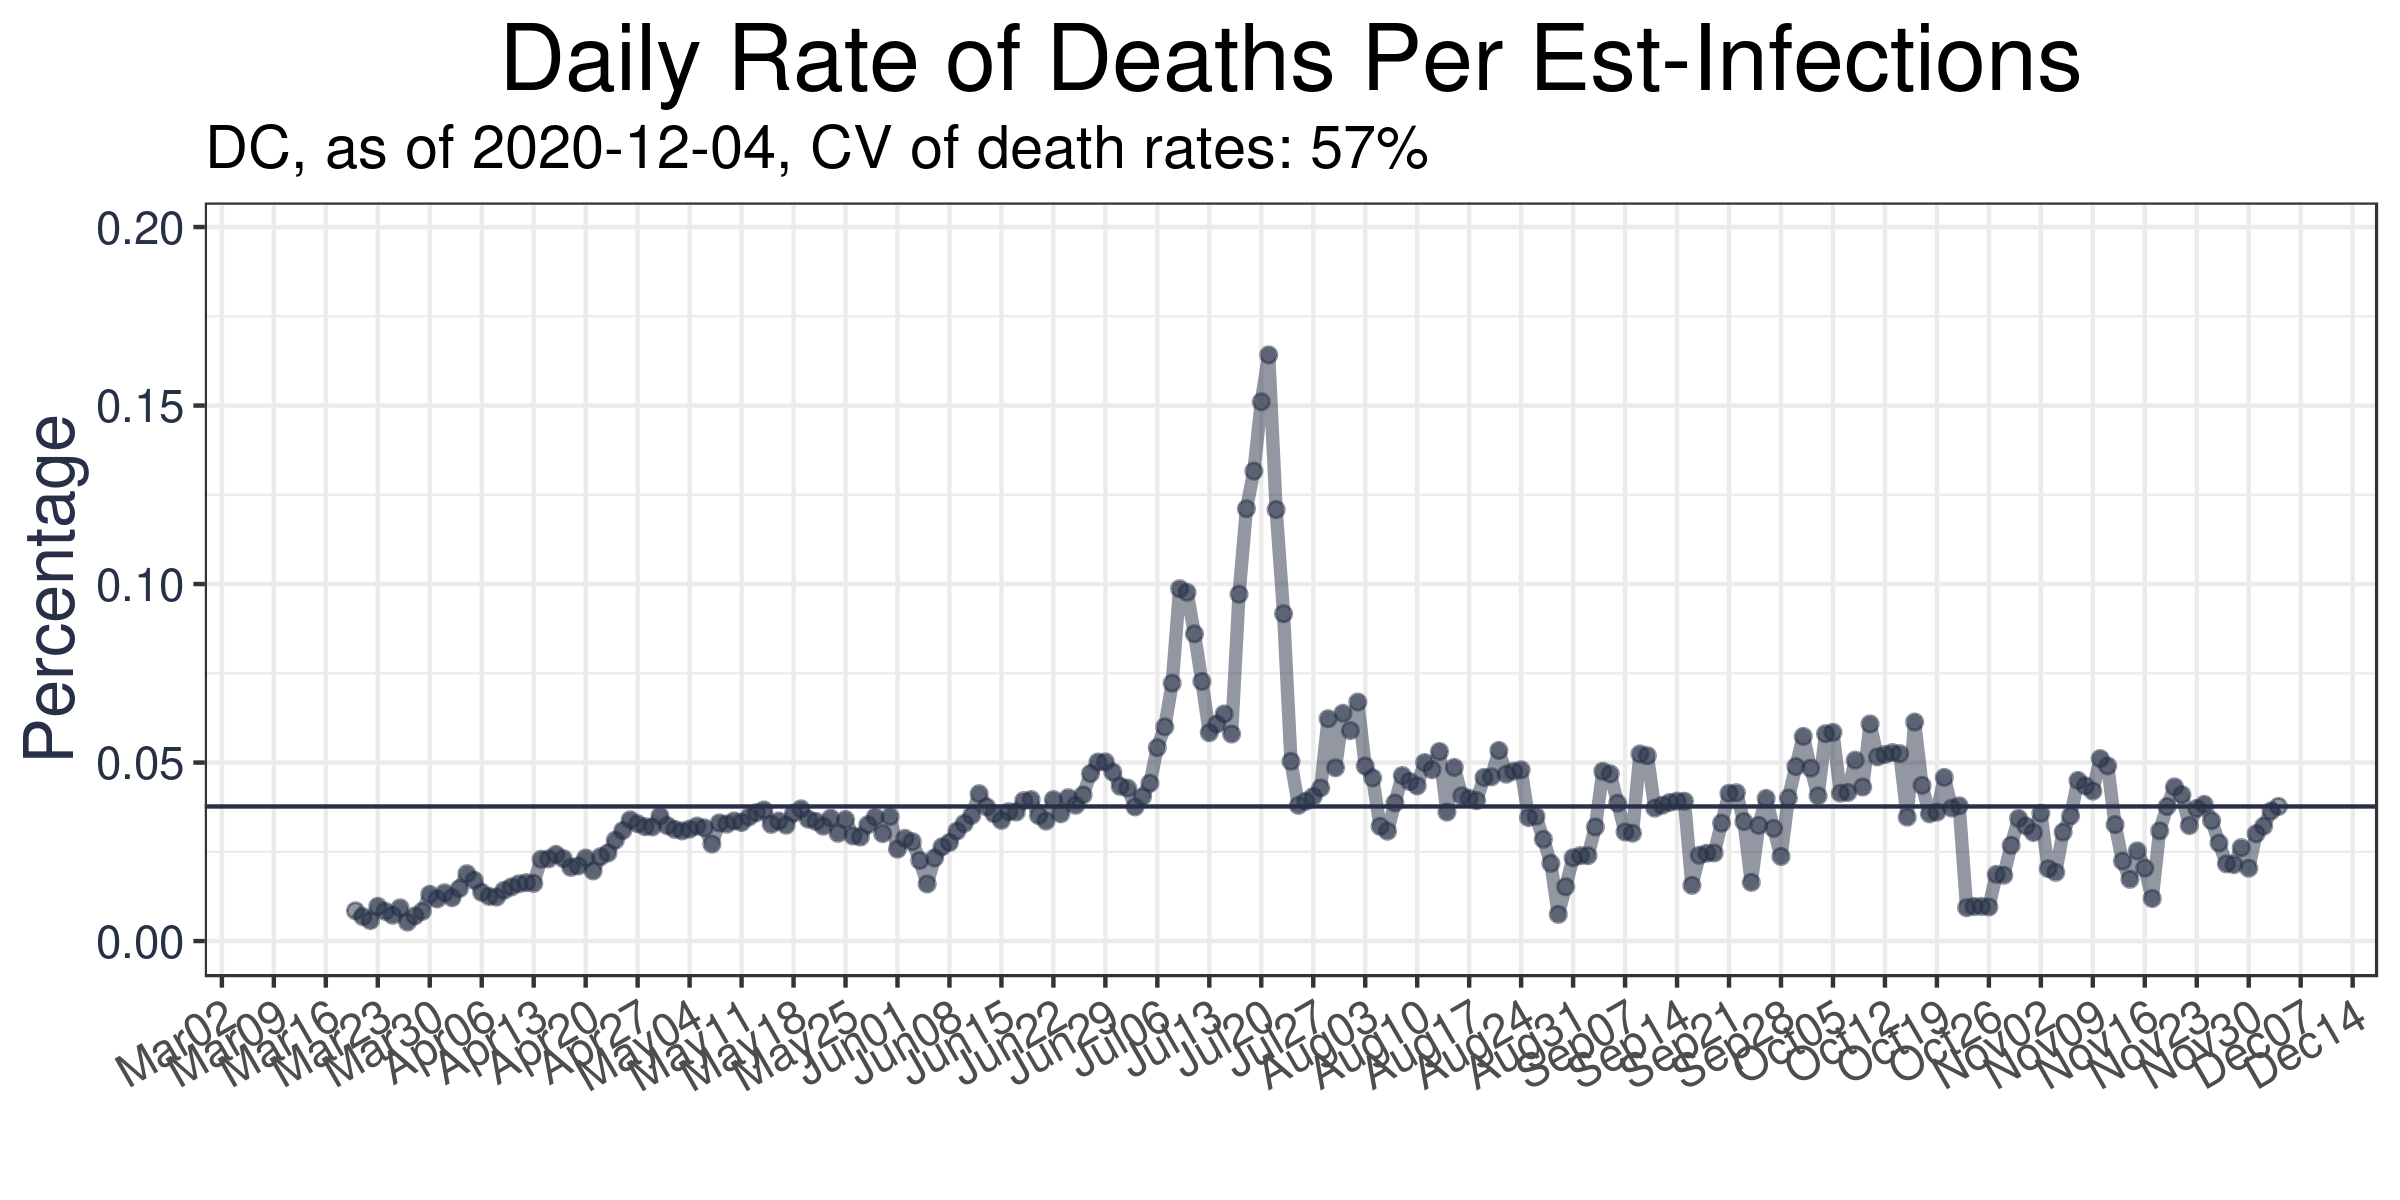 Daily Rate of Deaths Per Est-Infections
DC, as of 2020-12-04, CV of death rates: 57%
Percentage
0.20
0.15
0.10
0.05
0.00
Mar02
Mar09
Mar16
Mar23
Mar30
Apr06
Apr13
Apr20
Apr27
May04
May11
May18
May25
Jun01
Jun08
Jun15
Jun22
Jun29
Jul06
Jul13
Jul20
Jul27
Aug03
Aug10
Aug17
Aug24
Aug31
Sep07
Sep14
Sep21
Sep28
Oct05
Oct12
Oct19
Oct26
Nov02
Nov09
Nov16
Nov23
Nov30
Dec07
Dec14